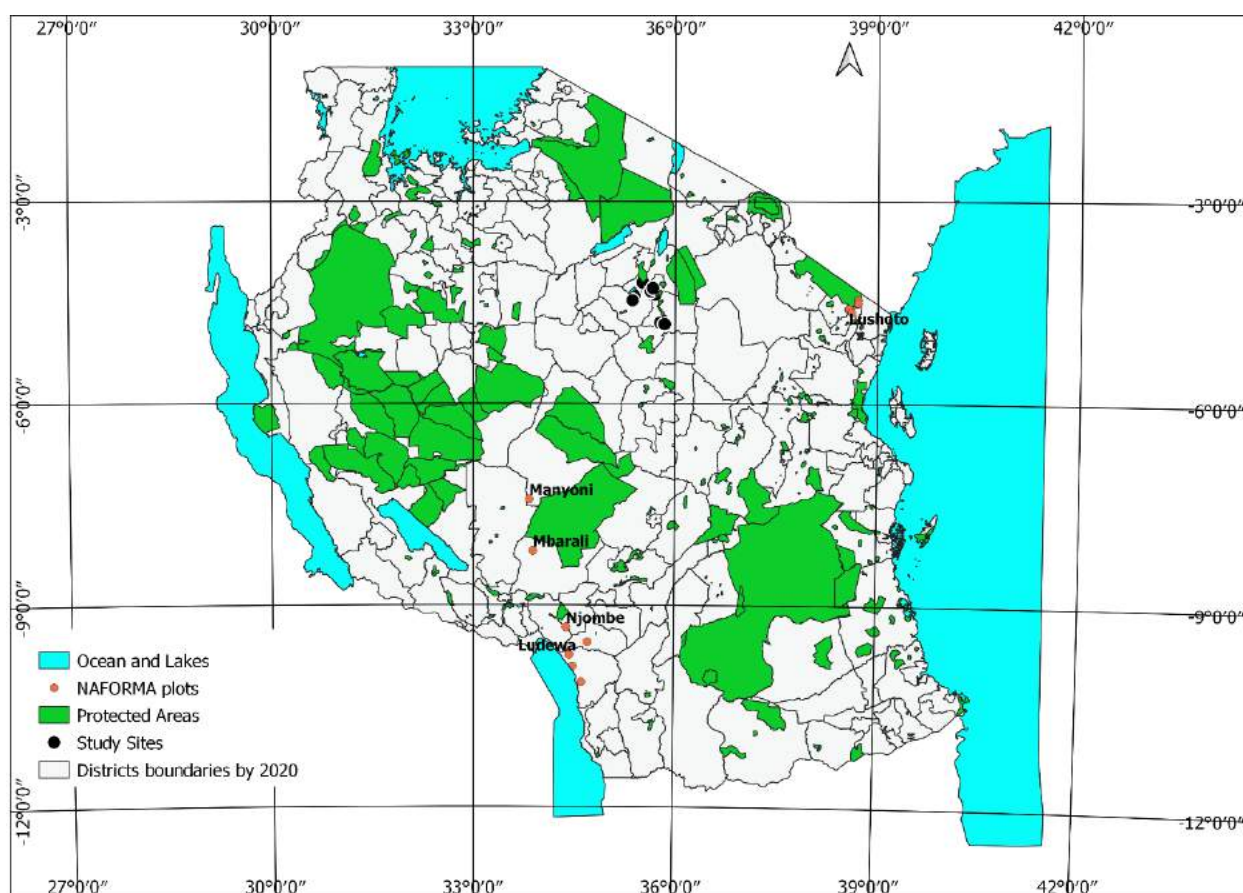 27°0′0″ 30°0′0″ 33°0′0″ 36°0′0″ 39°0′0″ 42°0′0″
-3°0′0″ -3°0′0″
Lushoto
-6°0′0″ -6°0′0″
Manyoni
Mbarali
-9°0′0″ -9°0′0″
Njombe
Ludewa
Ocean and Lakes
NAFORMA plots
Protected Areas
Study Sites
Districts boundaries by 2020
-12°0′0″ -12°0′0″
27°0′0″ 30°0′0″ 33°0′0″ 36°0′0″ 39°0′0″ 42°0′0″